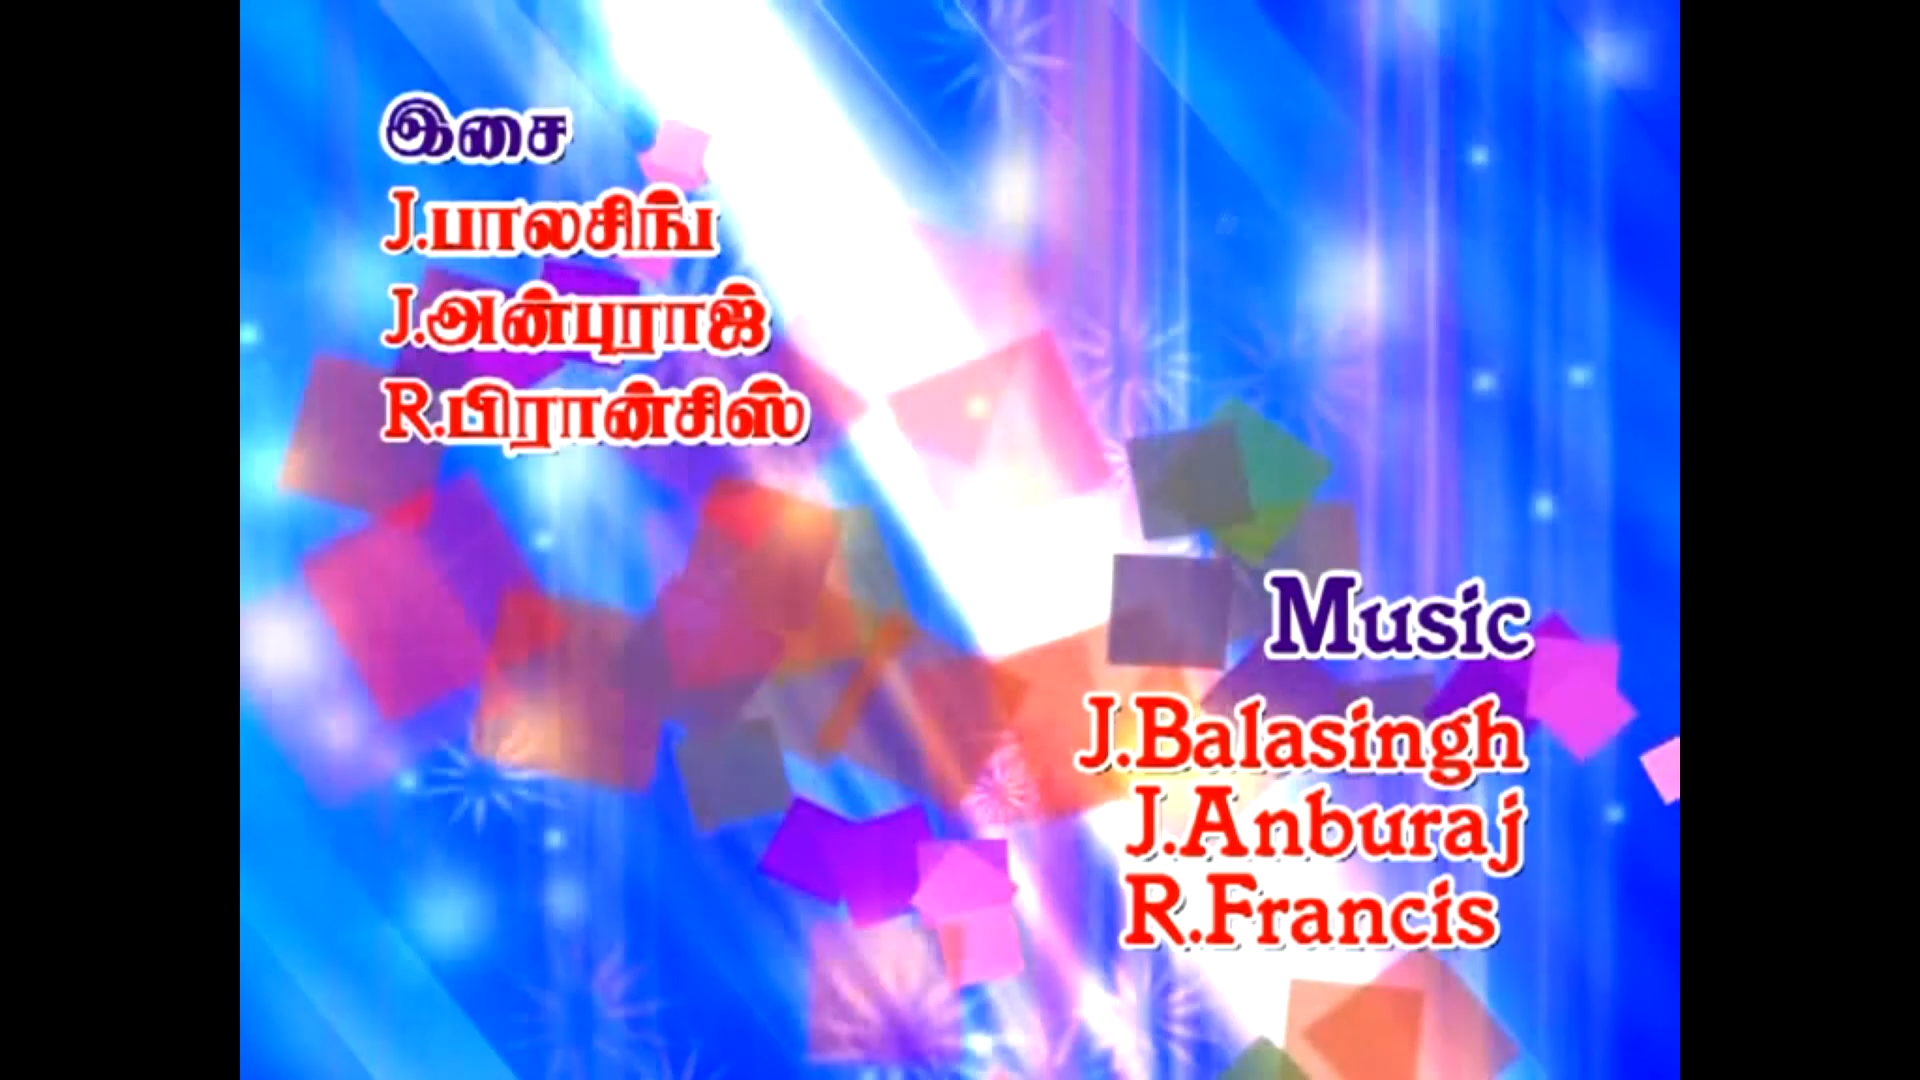 இசை
J.பாலசிங்
J.அன்புராஜ்
R.பிரான்சிஸ்
Music
J.Balasingh
J.Anburaj
R.Francis